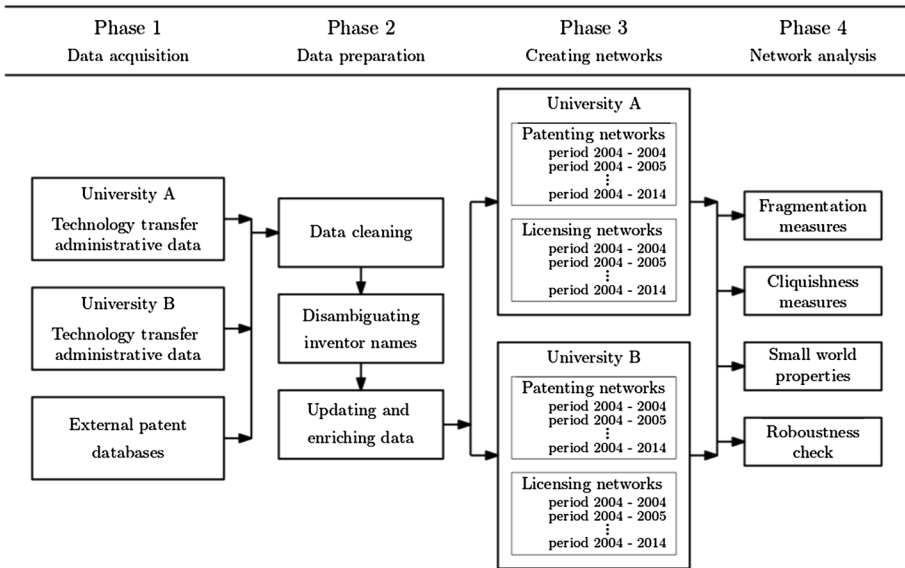 Phase 1
Data acquisition
Phase 2
Data preparation
Phase 3
Creating networks
Phase 4
Network analysis
University A
Technology transfer
administrative data
University B
Technology transfer
administrative data
External patent
databases
Data cleaning
Disambiguating
inventor names
Updating and
enriching data
University A
Patenting networks
period 2004 - 2004
period 2004 - 2005
⋮
period 2004 - 2014
Licensing networks
period 2004 - 2004
period 2004 - 2005
⋮
period 2004 - 2014
University B
Patenting networks
period 2004 - 2004
period 2004 - 2005
⋮
period 2004 - 2014
Licensing networks
period 2004 - 2004
period 2004 - 2005
⋮
period 2004 - 2014
Fragmentation
measures
Cliquishness
measures
Small world
properties
Roboustness
check